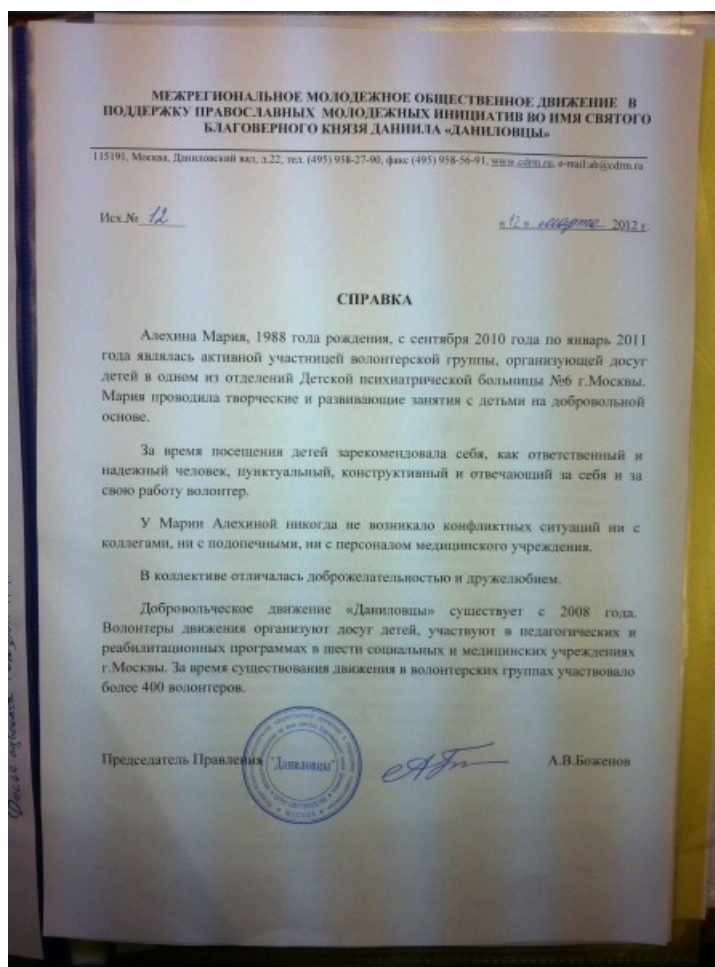 МЕЖРЕГИОНАЛЬНОЕ МОЛОДЕЖНОЕ ОБЩЕСТВЕННОЕ ДВИЖЕНИЕ В
ПОДДЕРЖКУ ПРАВОСЛАВНЫХ МОЛОДЕЖНЫХ ИНИЦИАТИВ ВО ИМЯ СВЯТОГО
БЛАГОВЕРНОГО КНЯЗЯ ДАНИИЛА «ДАНИЛОВЦЫ»
115191, Москва, Даниловский вал, д.22, тел. (495) 958-27-90, факс (495) 958-56-91, www.cdrm.ru, e-mail:ab@cdrm.ru
Исх.№ 12
«12» марта 2012 г.
СПРАВКА
Алехина Мария, 1988 года рождения, с сентября 2010 года по январь 2011
года являлась активной участницей волонтерской группы, организующей досуг
детей в одном из отделений Детской психиатрической больницы №6 г.Москвы.
Мария проводила творческие и развивающие занятия с детьми на добровольной
основе.
За время посещения детей зарекомендовала себя, как ответственный и
надежный человек, пунктуальный, конструктивный и отвечающий за себя и за
свою работу волонтер.
У Марии Алехиной никогда не возникало конфликтных ситуаций ни с
коллегами, ни с подопечными, ни с персоналом медицинского учреждения.
В коллективе отличалась доброжелательностью и дружелюбием.
Добровольческое движение «Даниловцы» существует с 2008 года.
Волонтеры движения организуют досуг детей, участвуют в педагогических и
реабилитационных программах в шести социальных и медицинских учреждениях
г.Москвы. За время существования движения в волонтерских группах участвовало
более 400 волонтеров.
Председатель Правления "Даниловцы" А.В.Боженов